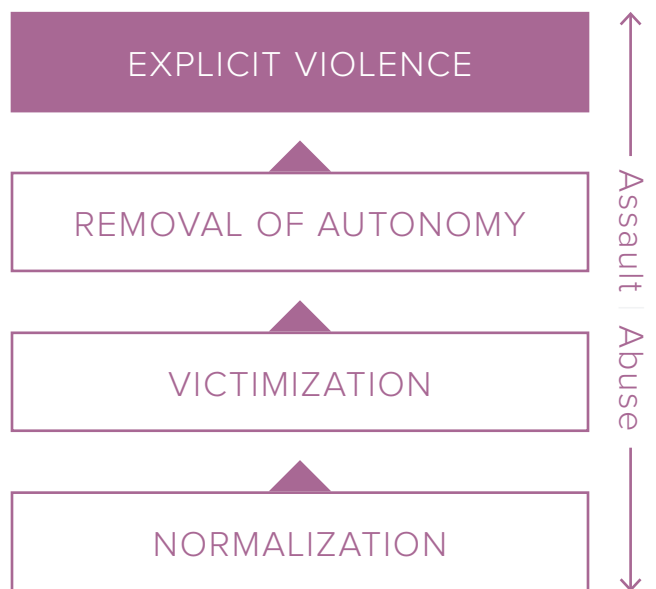 EXPLICIT VIOLENCE
REMOVAL OF AUTONOMY
VICTIMIZATION
NORMALIZATION
Assault | Abuse